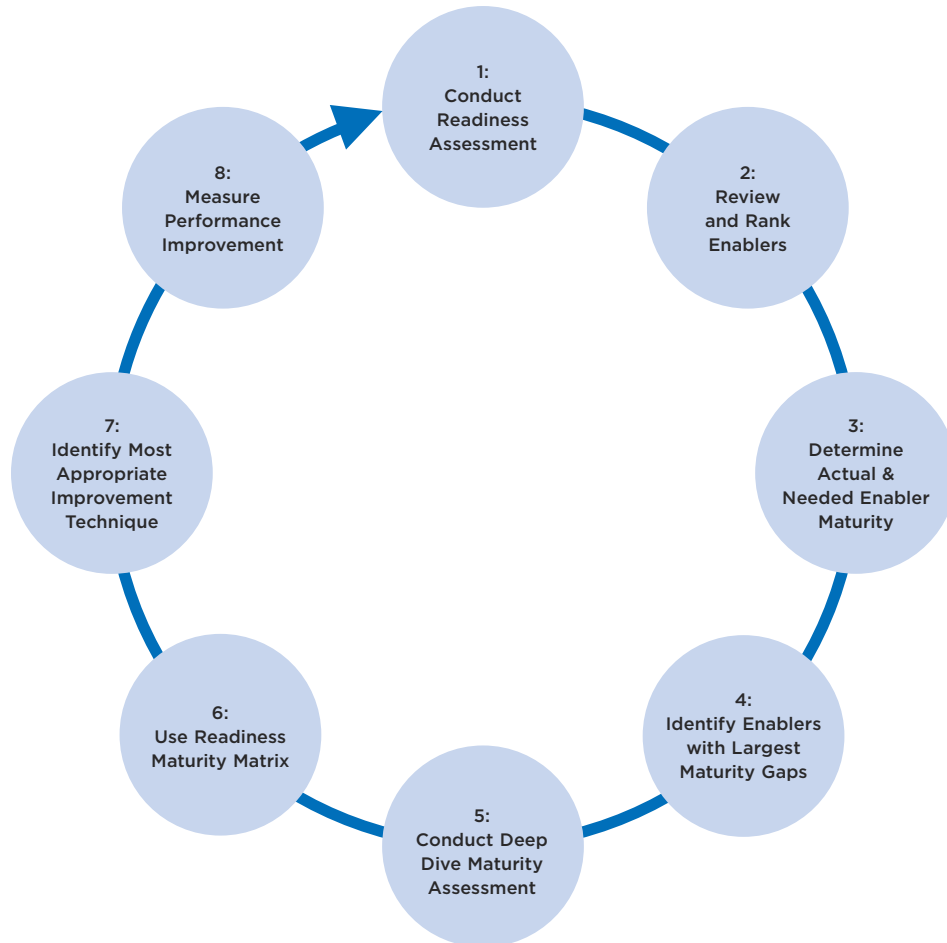 1:
Conduct
Readiness
Assessment
2:
Review
and Rank
Enablers
3:
Determine
Actual &
Needed Enabler
Maturity
4:
Identify Enablers
with Largest
Maturity Gaps
5:
Conduct Deep
Dive Maturity
Assessment
6:
Use Readiness
Maturity Matrix
7:
Identify Most
Appropriate
Improvement
Technique
8:
Measure
Performance
Improvement